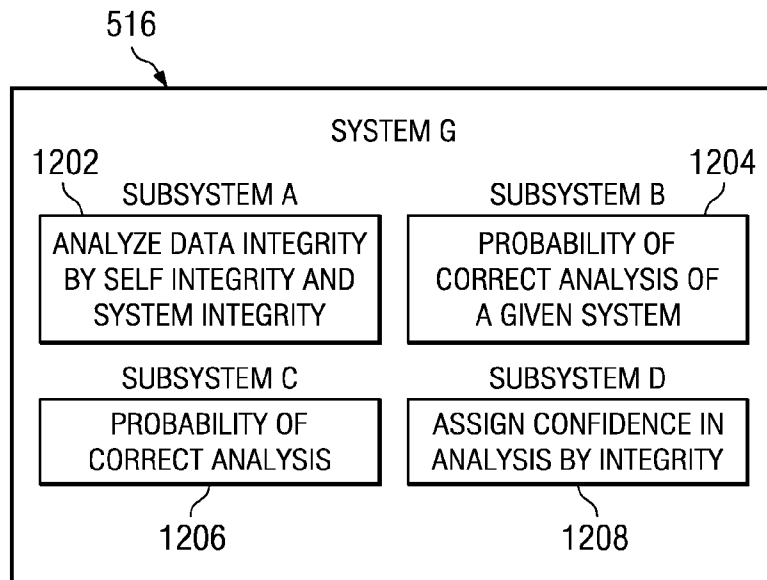 516
SYSTEM G
1202
1204
SUBSYSTEM A
SUBSYSTEM B
ANALYZE DATA INTEGRITY
BY SELF INTEGRITY AND
SYSTEM INTEGRITY
PROBABILITY OF
CORRECT ANALYSIS OF
A GIVEN SYSTEM
SUBSYSTEM C
SUBSYSTEM D
PROBABILITY OF
CORRECT ANALYSIS
ASSIGN CONFIDENCE IN
ANALYSIS BY INTEGRITY
1206
1208